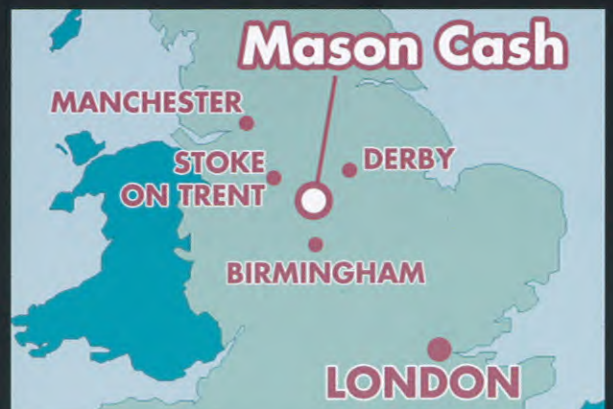 Mason Cash
MANCHESTER
STOKE
ON TRENT
DERBY
BIRMINGHAM
LONDON